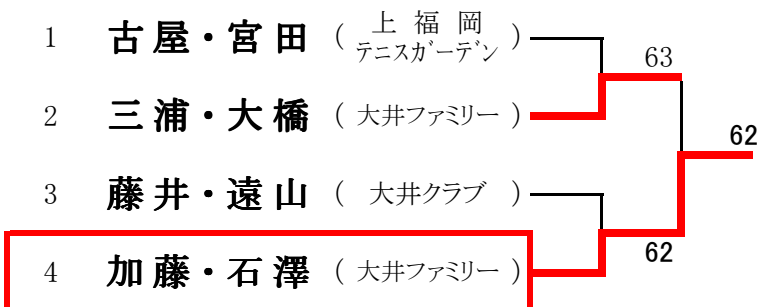 1 古屋・宮田 ( 上福岡 テニスガーデン )
63
2 三浦・大橋 ( 大井ファミリー )
62
3 藤井・遠山 ( 大井クラブ )
62
4 加藤・石澤 ( 大井ファミリー )